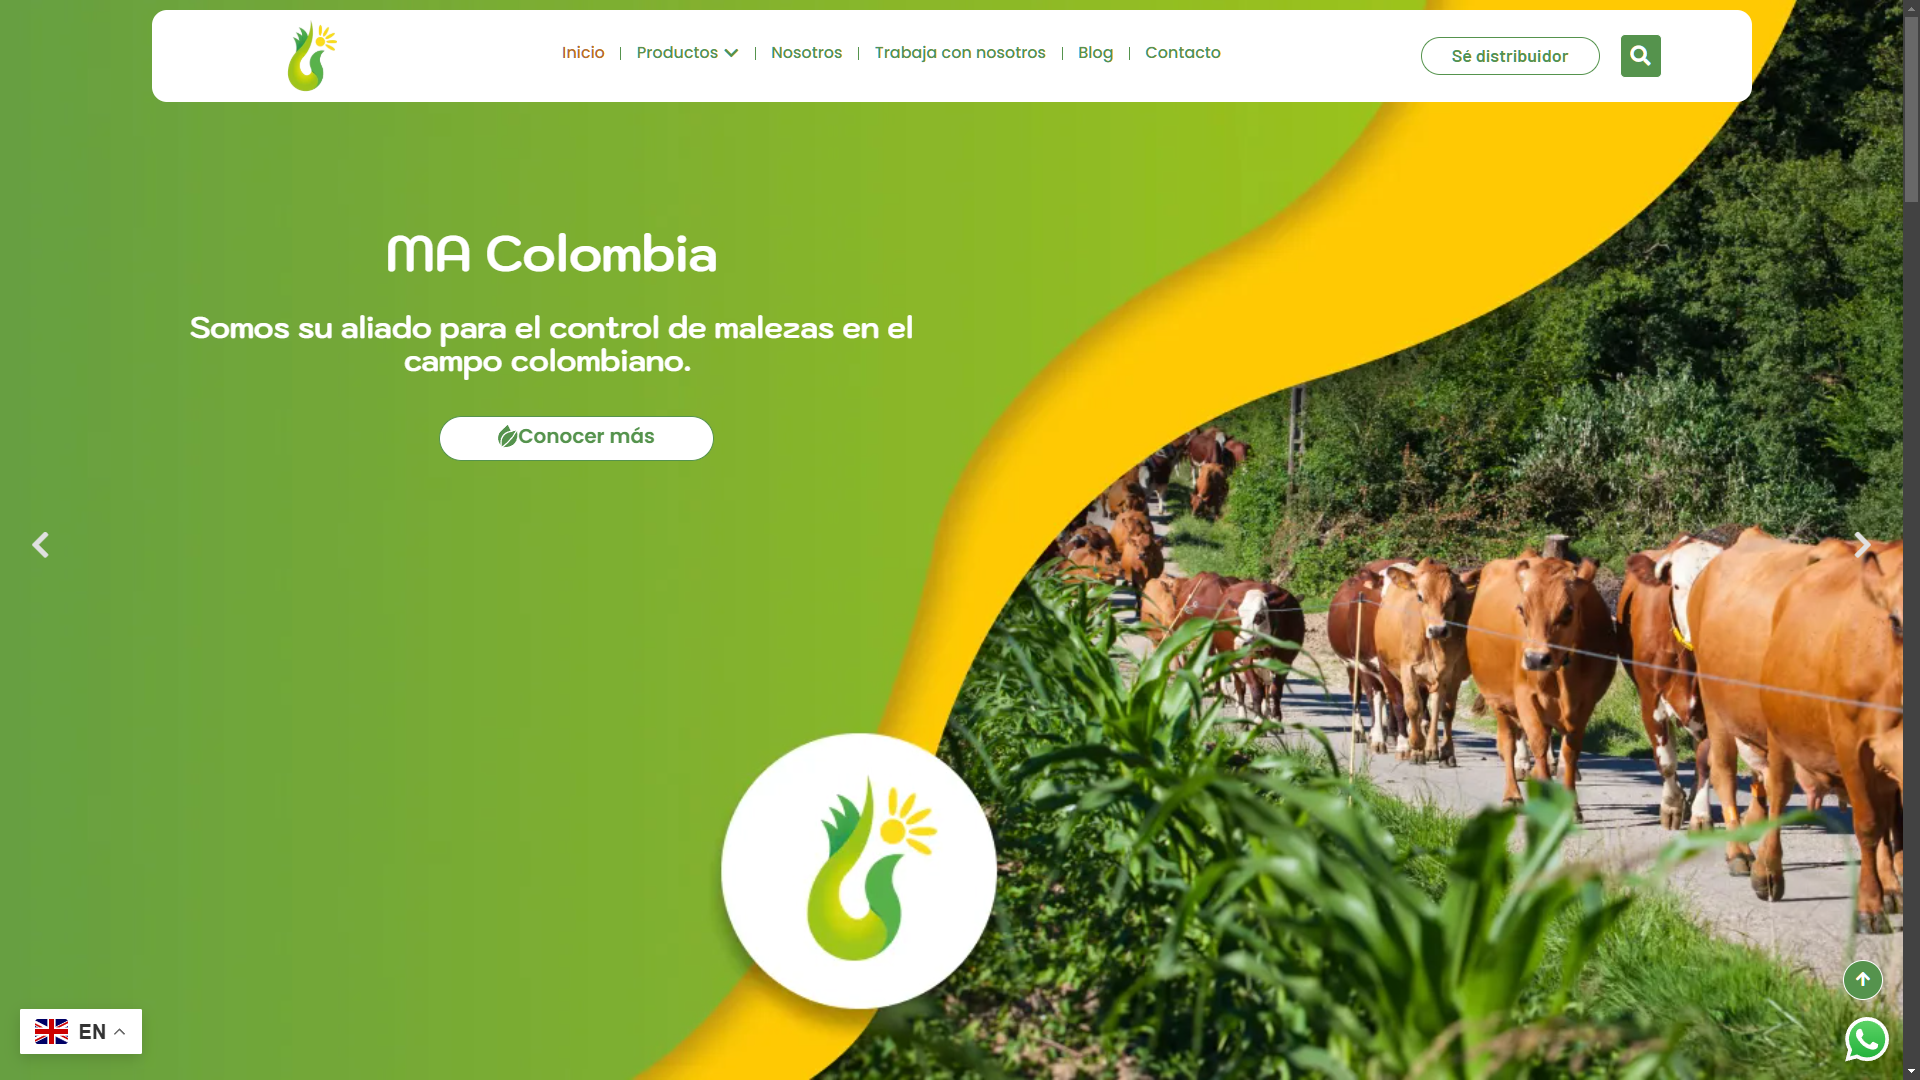 Inicio
Productos
Nosotros
Trabaja con nosotros
Blog
Contacto
Sé distribuidor
MA Colombia
Somos su aliado para el control de malezas en el
campo colombiano.
Conocer más
EN